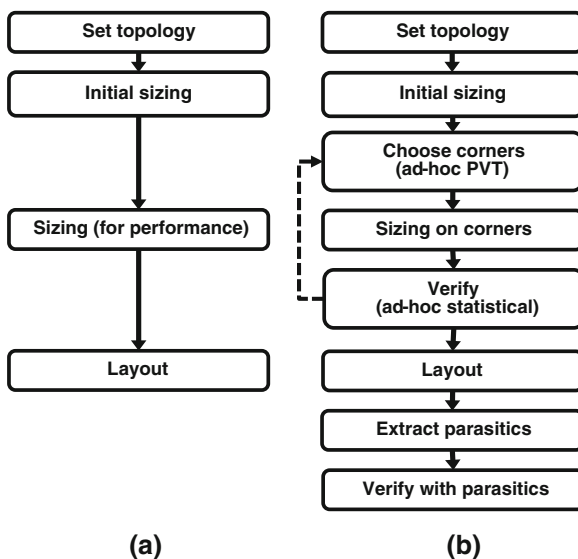 Set topology
Initial sizing
Sizing (for performance)
Layout
(a)
Set topology
Initial sizing
Choose corners
(ad-hoc PVT)
Sizing on corners
Verify
(ad-hoc statistical)
Layout
Extract parasitics
Verify with parasitics
(b)